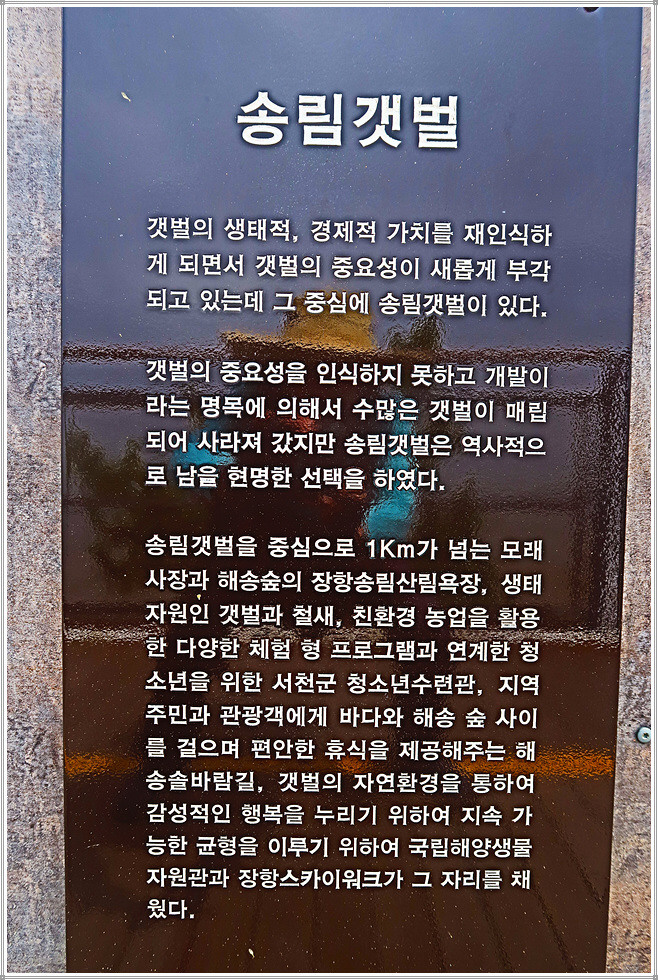 송림갯벌
갯벌의 생태적, 경제적 가치를 재인식하
게 되면서 갯벌의 중요성이 새롭게 부각
되고 있는데 그 중심에 송림갯벌이 있다.
갯벌의 중요성을 인식하지 못하고 개발이
라는 명목에 의해서 수많은 갯벌이 매립
되어 사라져 갔지만 송림갯벌은 역사적으
로 남을 현명한 선택을 하였다.
송림갯벌을 중심으로 1Km가 넘는 모래
사장과 해송숲의 장항송림산림욕장, 생태
자원인 갯벌과 철새, 친환경 농업을 활용
한 다양한 체험 형 프로그램과 연계한 청
소년을 위한 서천군 청소년수련관, 지역
주민과 관광객에게 바다와 해송 숲 사이
를 걸으며 편안한 휴식을 제공해주는 해
송솔바람길, 갯벌의 자연환경을 통하여
감성적인 행복을 누리기 위하여 지속 가
능한 균형을 이루기 위하여 국립해양생물
자원관과 장항스카이워크가 그 자리를 채
웠다.